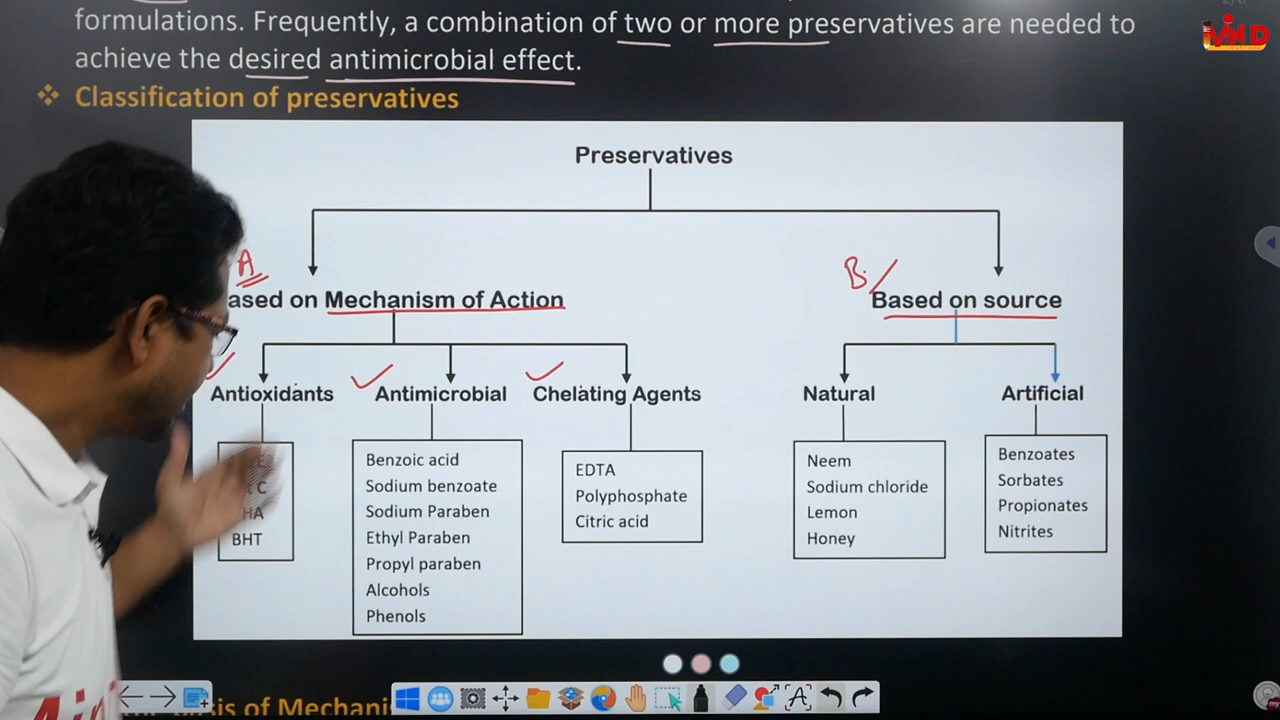 formulations. Frequently, a combination of two or more preservatives are needed to
achieve the desired antimicrobial effect.
❖ Classification of preservatives
Preservatives
A
ased on Mechanism of Action
B.
Based on source
Antioxidants
Antimicrobial
Chelating Agents
Natural
Artificial
BHT
Benzoic acid
Sodium benzoate
Sodium Paraben
Ethyl Paraben
Propyl paraben
Alcohols
Phenols
EDTA
Polyphosphate
Citric acid
Neem
Sodium chloride
Lemon
Honey
Benzoates
Sorbates
Propionates
Nitrites
sis of Mechani